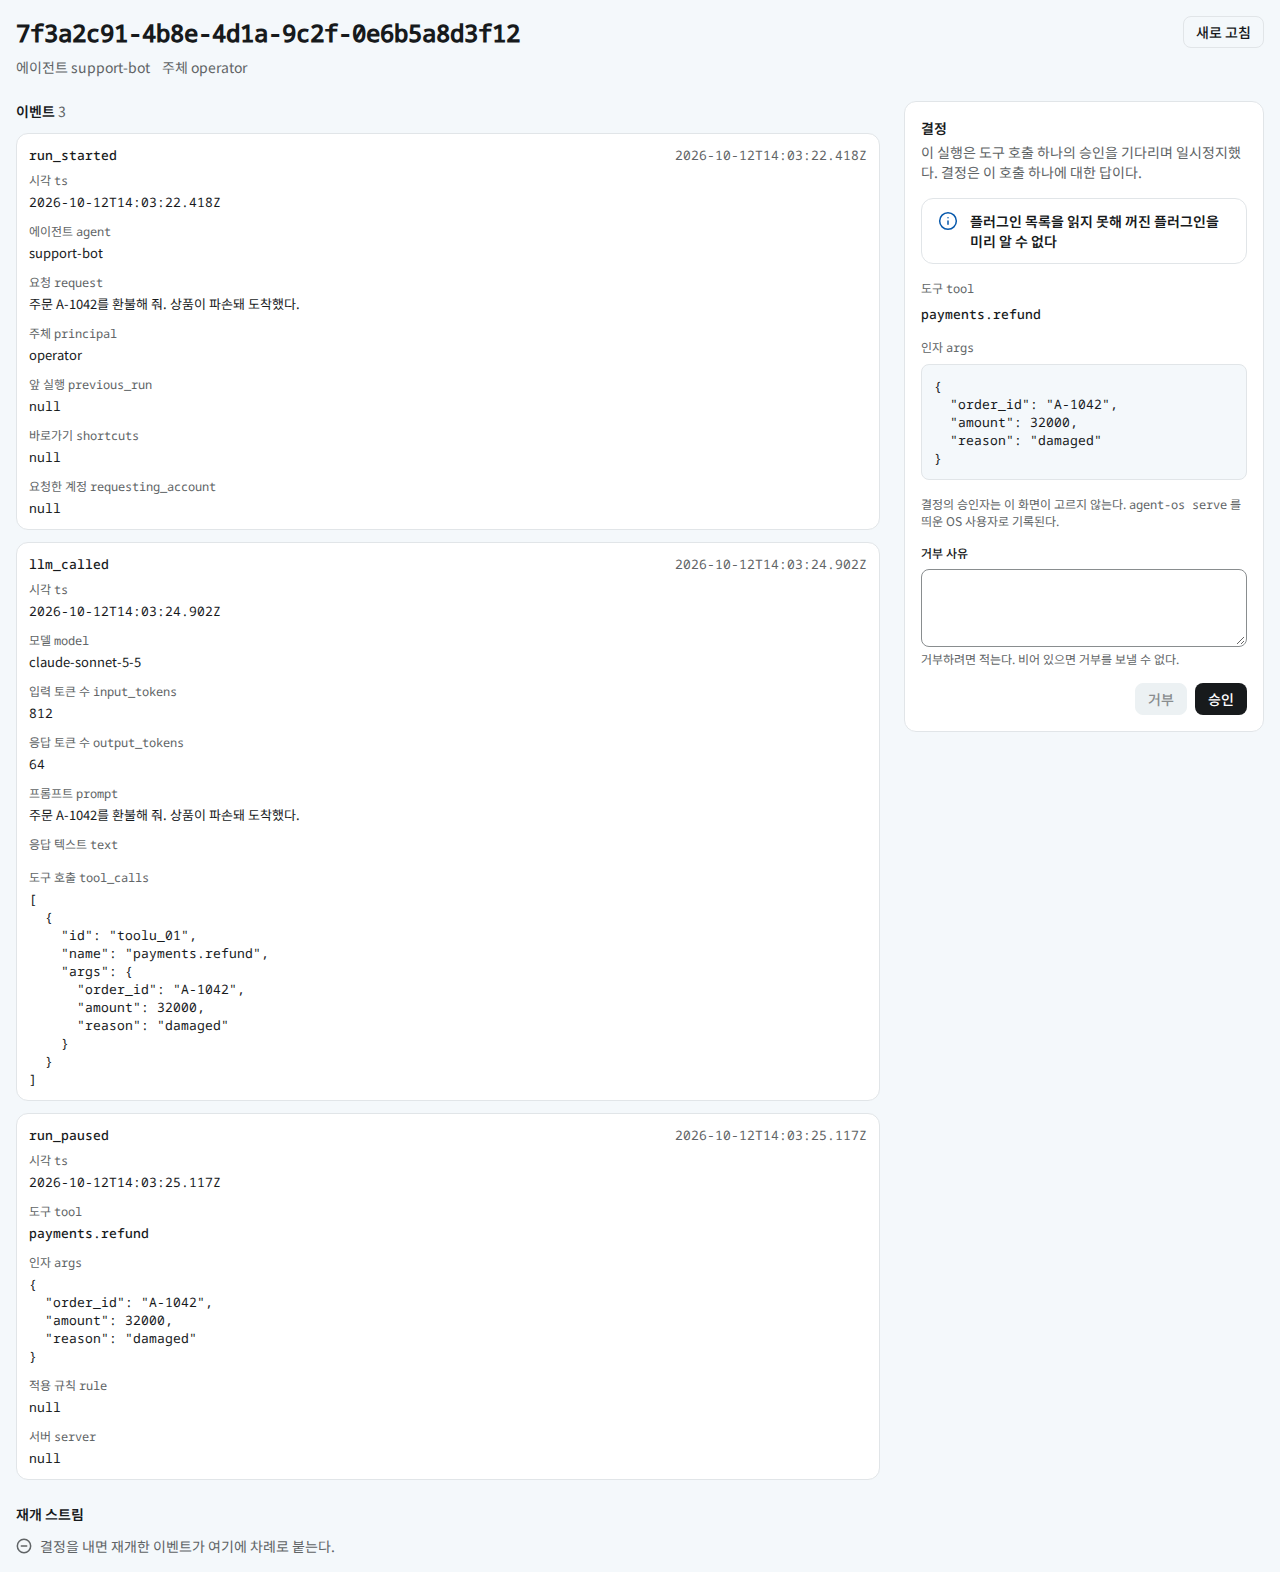 7f3a2c91-4b8e-4d1a-9c2f-0e6b5a8d3f12
새로 고침
에이전트 support-bot 주체 operator
이벤트 3
run_started 2026-10-12T14:03:22.418Z
시각 ts
2026-10-12T14:03:22.418Z
에이전트 agent
support-bot
요청 request
주문 A-1042를 환불해 줘. 상품이 파손돼 도착했다.
주체 principal
operator
앞 실행 previous_run
null
바로가기 shortcuts
null
요청한 계정 requesting_account
null
llm_called 2026-10-12T14:03:24.902Z
시각 ts
2026-10-12T14:03:24.902Z
모델 model
claude-sonnet-5-5
입력 토큰 수 input_tokens
812
응답 토큰 수 output_tokens
64
프롬프트 prompt
주문 A-1042를 환불해 줘. 상품이 파손돼 도착했다.
응답 텍스트 text
도구 호출 tool_calls
[
  {
    "id": "toolu_01",
    "name": "payments.refund",
    "args": {
      "order_id": "A-1042",
      "amount": 32000,
      "reason": "damaged"
    }
  }
]
run_paused 2026-10-12T14:03:25.117Z
시각 ts
2026-10-12T14:03:25.117Z
도구 tool
payments.refund
인자 args
{
  "order_id": "A-1042",
  "amount": 32000,
  "reason": "damaged"
}
적용 규칙 rule
null
서버 server
null
재개 스트림
결정을 내면 재개한 이벤트가 여기에 차례로 붙는다.
결정
이 실행은 도구 호출 하나의 승인을 기다리며 일시정지했
다. 결정은 이 호출 하나에 대한 답이다.
플러그인 목록을 읽지 못해 꺼진 플러그인을
미리 알 수 없다
도구 tool
payments.refund
인자 args
{
  "order_id": "A-1042",
  "amount": 32000,
  "reason": "damaged"
}
결정의 승인자는 이 화면이 고르지 않는다. agent-os serve 를
띄운 OS 사용자로 기록된다.
거부 사유
거부하려면 적는다. 비어 있으면 거부를 보낼 수 없다.
거부 승인